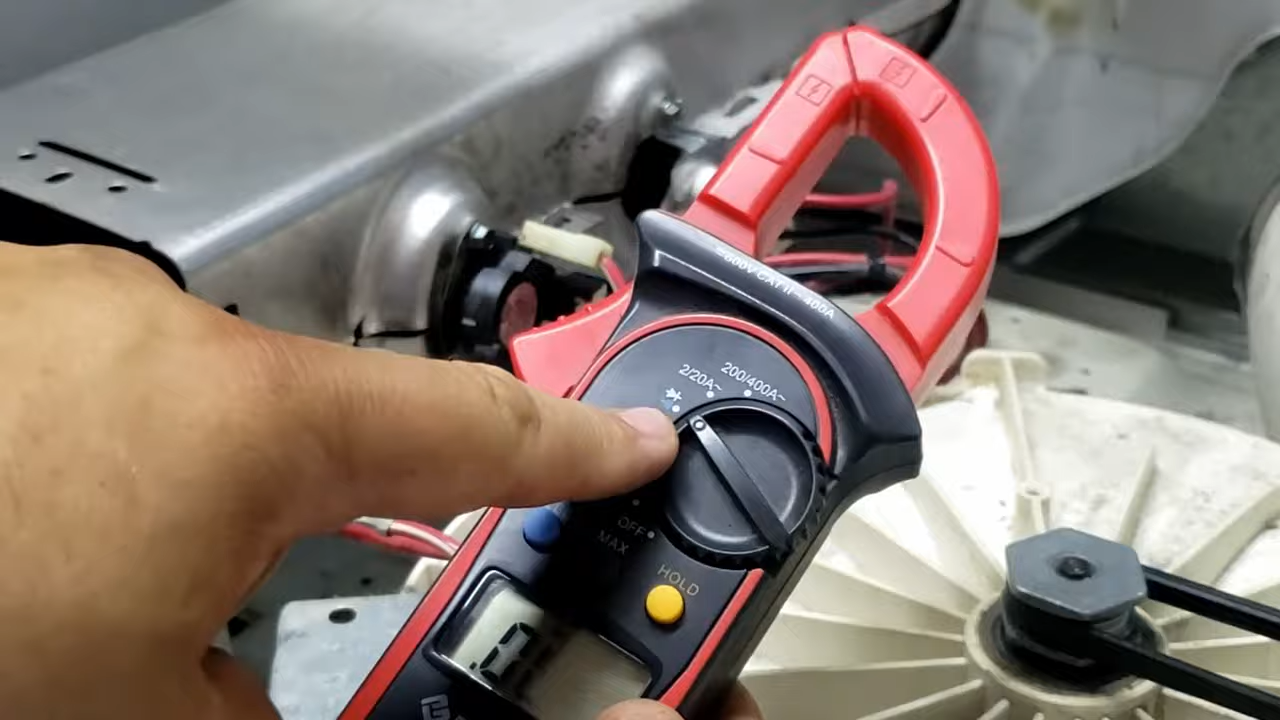 ≂600V CAT II ~400A
200/400A~
2/20A~
OFF
MAX
HOLD